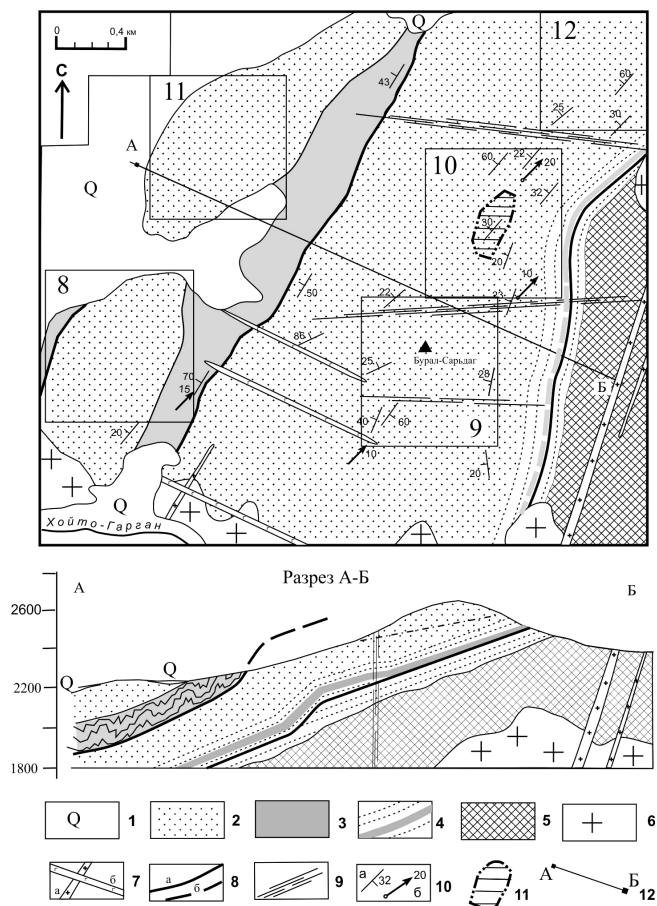 0 0,4 км
С
Q
12
11
10
А
Q
8
Б
Бурал-Сарьдаг
9
Q
Хойто-Гарган
43
60
25
30
60
22
20
32
30
20
10
23
22
50
86
25
28
70
15
40
60
20
10
20
Разрез А-Б
А
Б
2600
2200
1800
Q
Q
Q 1
2
3
4
5
6
а б 7
а б 8
9
а 32 20 б 10
11
А Б 12